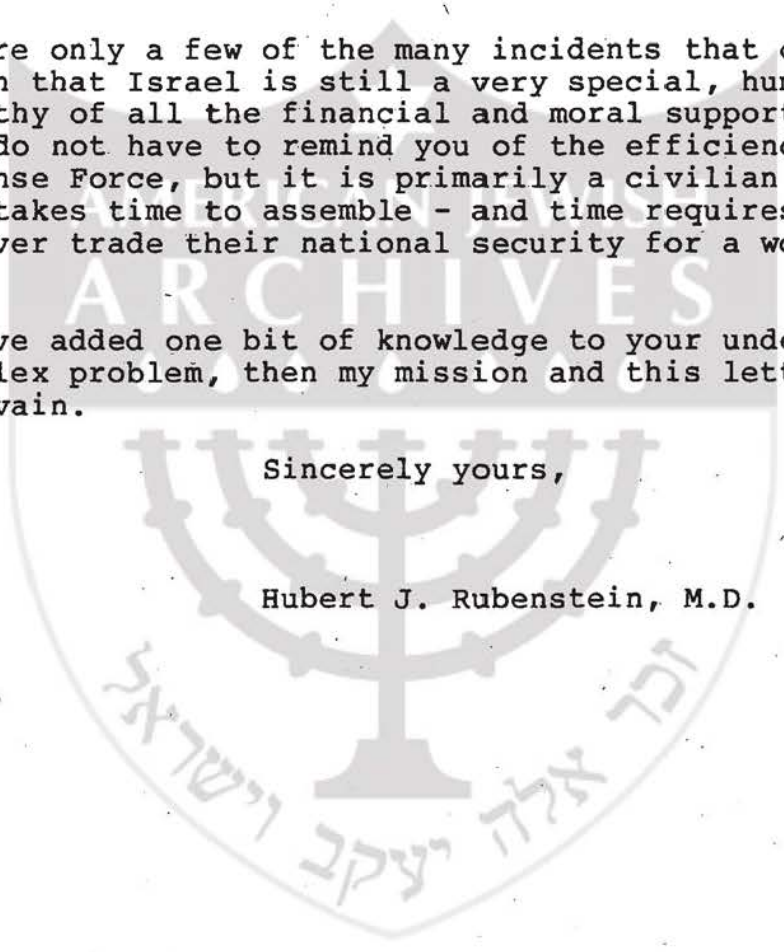 re only a few of the many incidents that
n that Israel is still a very special, hu
thy of all the financial and moral support
do not have to remind you of the efficien
nse Force, but it is primarily a civilian
takes time to assemble - and time requires
ver trade their national security for a w
AMERICAN JEWISH
ARCHIVES
ve added one bit of knowledge to your und
lex problem, then my mission and this let
vain.
Sincerely yours,
Hubert J. Rubenstein, M.D.
זכר אלה יעקב וישראל